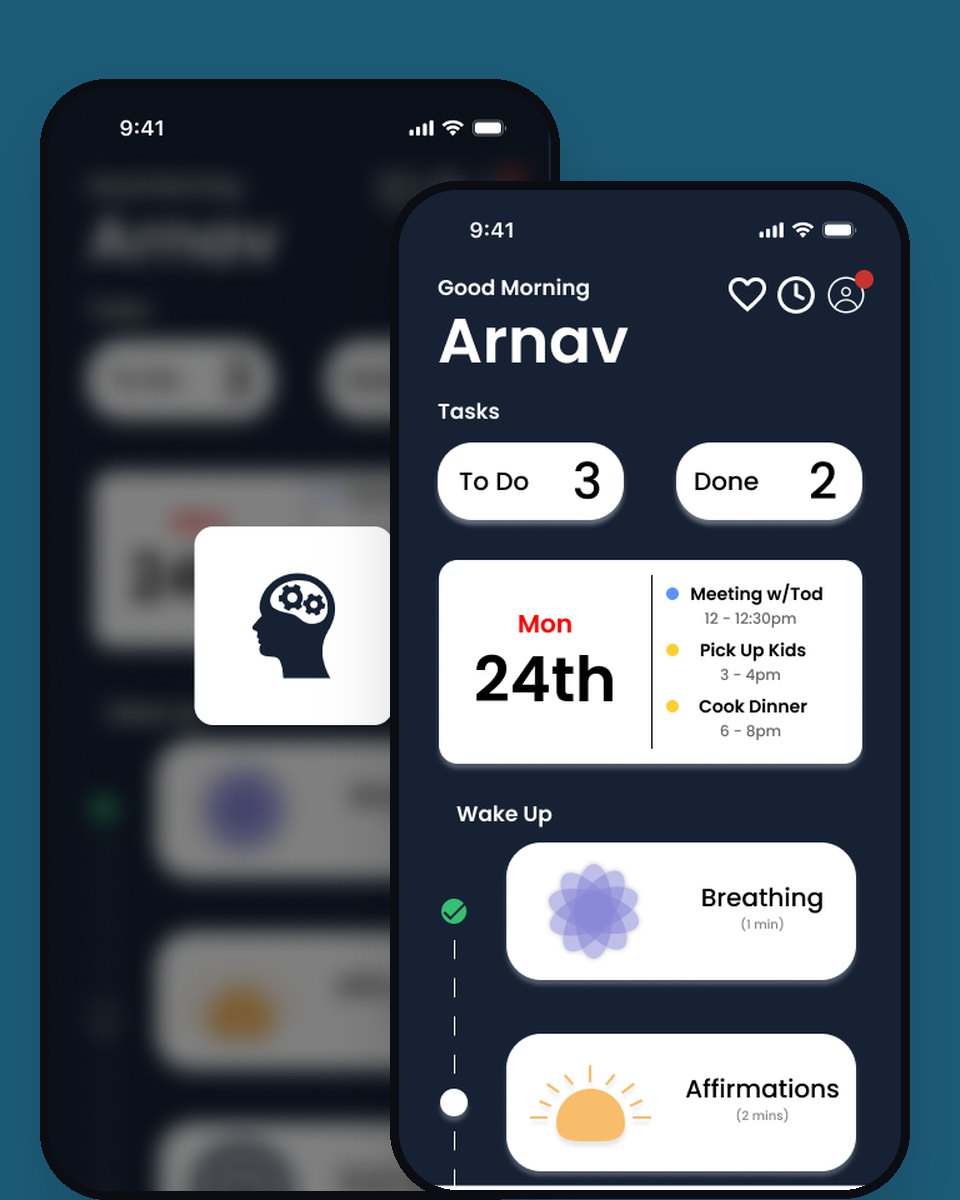 9:41
9:41
Good Morning
Arnav
Tasks
To Do 3
Done 2
Mon
24th
Meeting w/Tod
12 - 12:30pm
Pick Up Kids
3 - 4pm
Cook Dinner
6 - 8pm
Wake Up
Breathing
(1 min)
Affirmations
(2 mins)